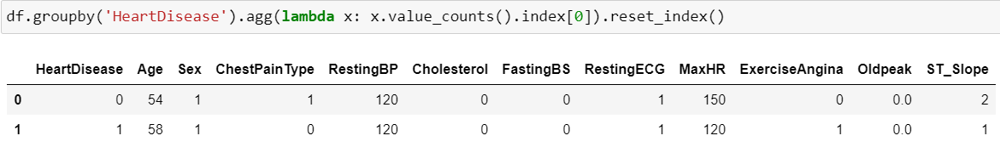 df.groupby('HeartDisease').agg(lambda x: x.value_counts().index[0]).reset_index()
HeartDisease Age Sex ChestPainType RestingBP Cholesterol FastingBS RestingECG MaxHR ExerciseAngina Oldpeak ST_Slope
0 0 54 1 1 120 0 0 1 150 0 0.0 2
1 1 58 1 0 120 0 0 1 120 1 0.0 1